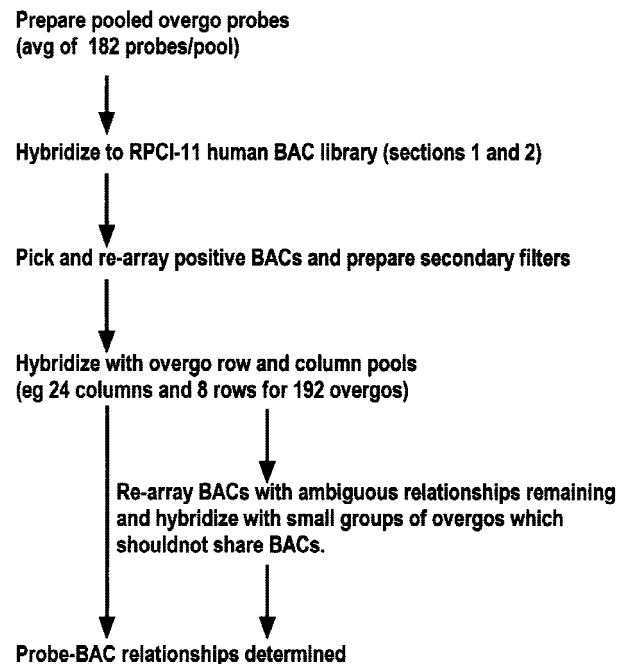 Prepare pooled overgo probes
(avg of 182 probes/pool)
Hybridize to RPCI-11 human BAC library (sections 1 and 2)
Pick and re-array positive BACs and prepare secondary filters
Hybridize with overgo row and column pools
(eg 24 columns and 8 rows for 192 overgos)
Re-array BACs with ambiguous relationships remaining
and hybridize with small groups of overgos which
shouldnot share BACs.
Probe-BAC relationships determined